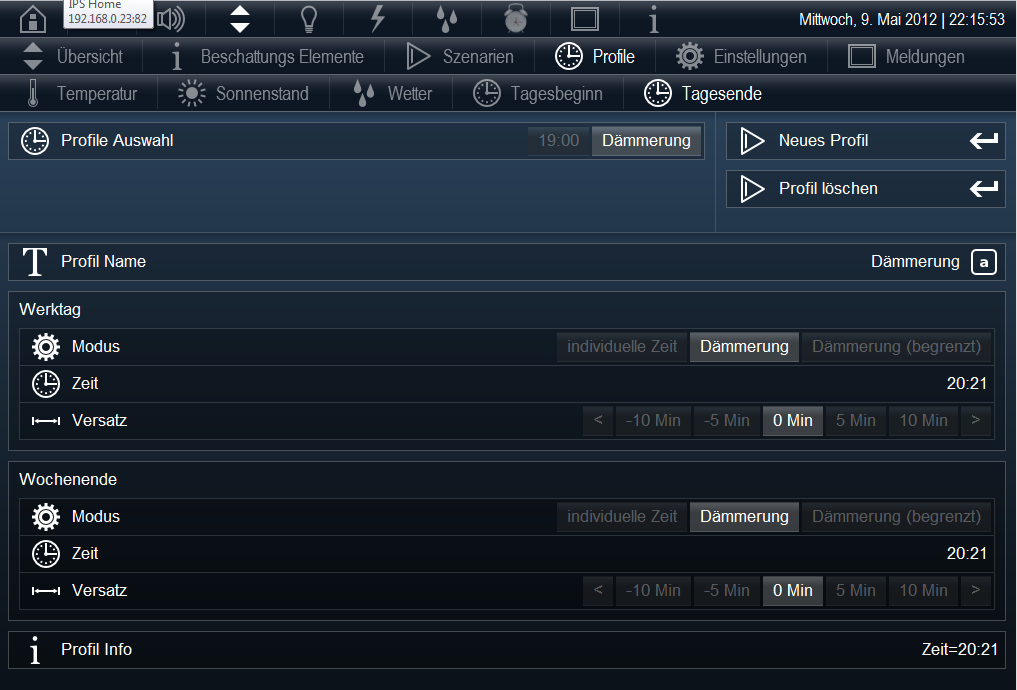 IPS Home
192.168.0.23:82
Mittwoch, 9. Mai 2012 | 22:15:53
Übersicht Beschattungs Elemente Szenarien Profile Einstellungen Meldungen
Temperatur Sonnenstand Wetter Tagesbeginn Tagesende
Profile Auswahl 19:00 Dämmerung
Neues Profil
Profil löschen
Profil Name Dämmerung a
Werktag
Modus individuelle Zeit Dämmerung Dämmerung (begrenzt)
Zeit 20:21
Versatz < -10 Min -5 Min 0 Min 5 Min 10 Min >
Wochenende
Modus individuelle Zeit Dämmerung Dämmerung (begrenzt)
Zeit 20:21
Versatz < -10 Min -5 Min 0 Min 5 Min 10 Min >
Profil Info Zeit=20:21